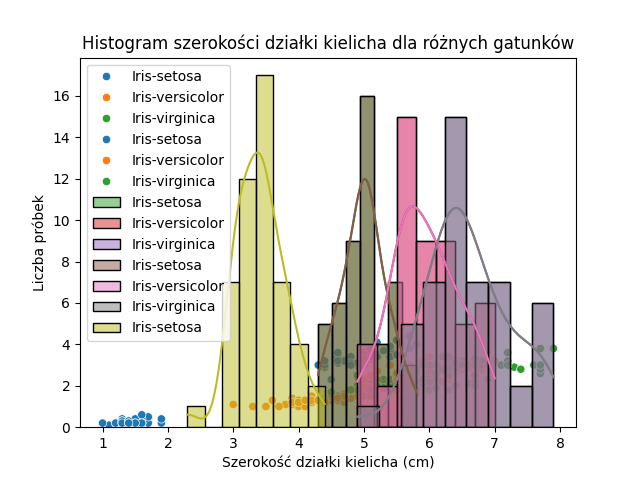 Histogram szerokości działki kielicha dla różnych gatunków
Liczba próbek
16
14
12
10
8
6
4
2
0
Iris-setosa
Iris-versicolor
Iris-virginica
Iris-setosa
Iris-versicolor
Iris-virginica
Iris-setosa
Iris-versicolor
Iris-virginica
Iris-setosa
Iris-versicolor
Iris-virginica
Iris-setosa
1 2 3 4 5 6 7 8
Szerokość działki kielicha (cm)